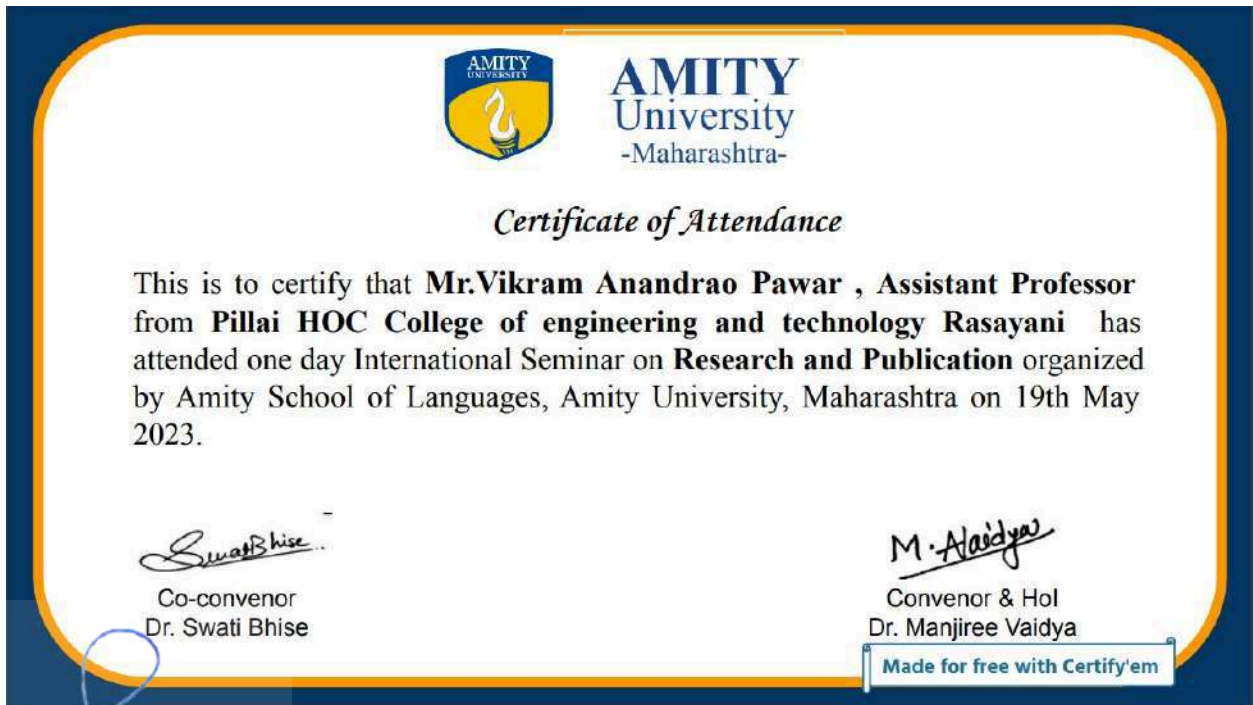 AMITY
UNIVERSITY
AMITY
University
-Maharashtra-
Certificate of Attendance
This is to certify that Mr.Vikram Anandrao Pawar , Assistant Professor
from Pillai HOC College of engineering and technology Rasayani has
attended one day International Seminar on Research and Publication organized
by Amity School of Languages, Amity University, Maharashtra on 19th May
2023.
Swati Bhise
M. Vaidya
Co-convenor
Convenor & HoI
Dr. Swati Bhise
Dr. Manjiree Vaidya
Made for free with Certify'em